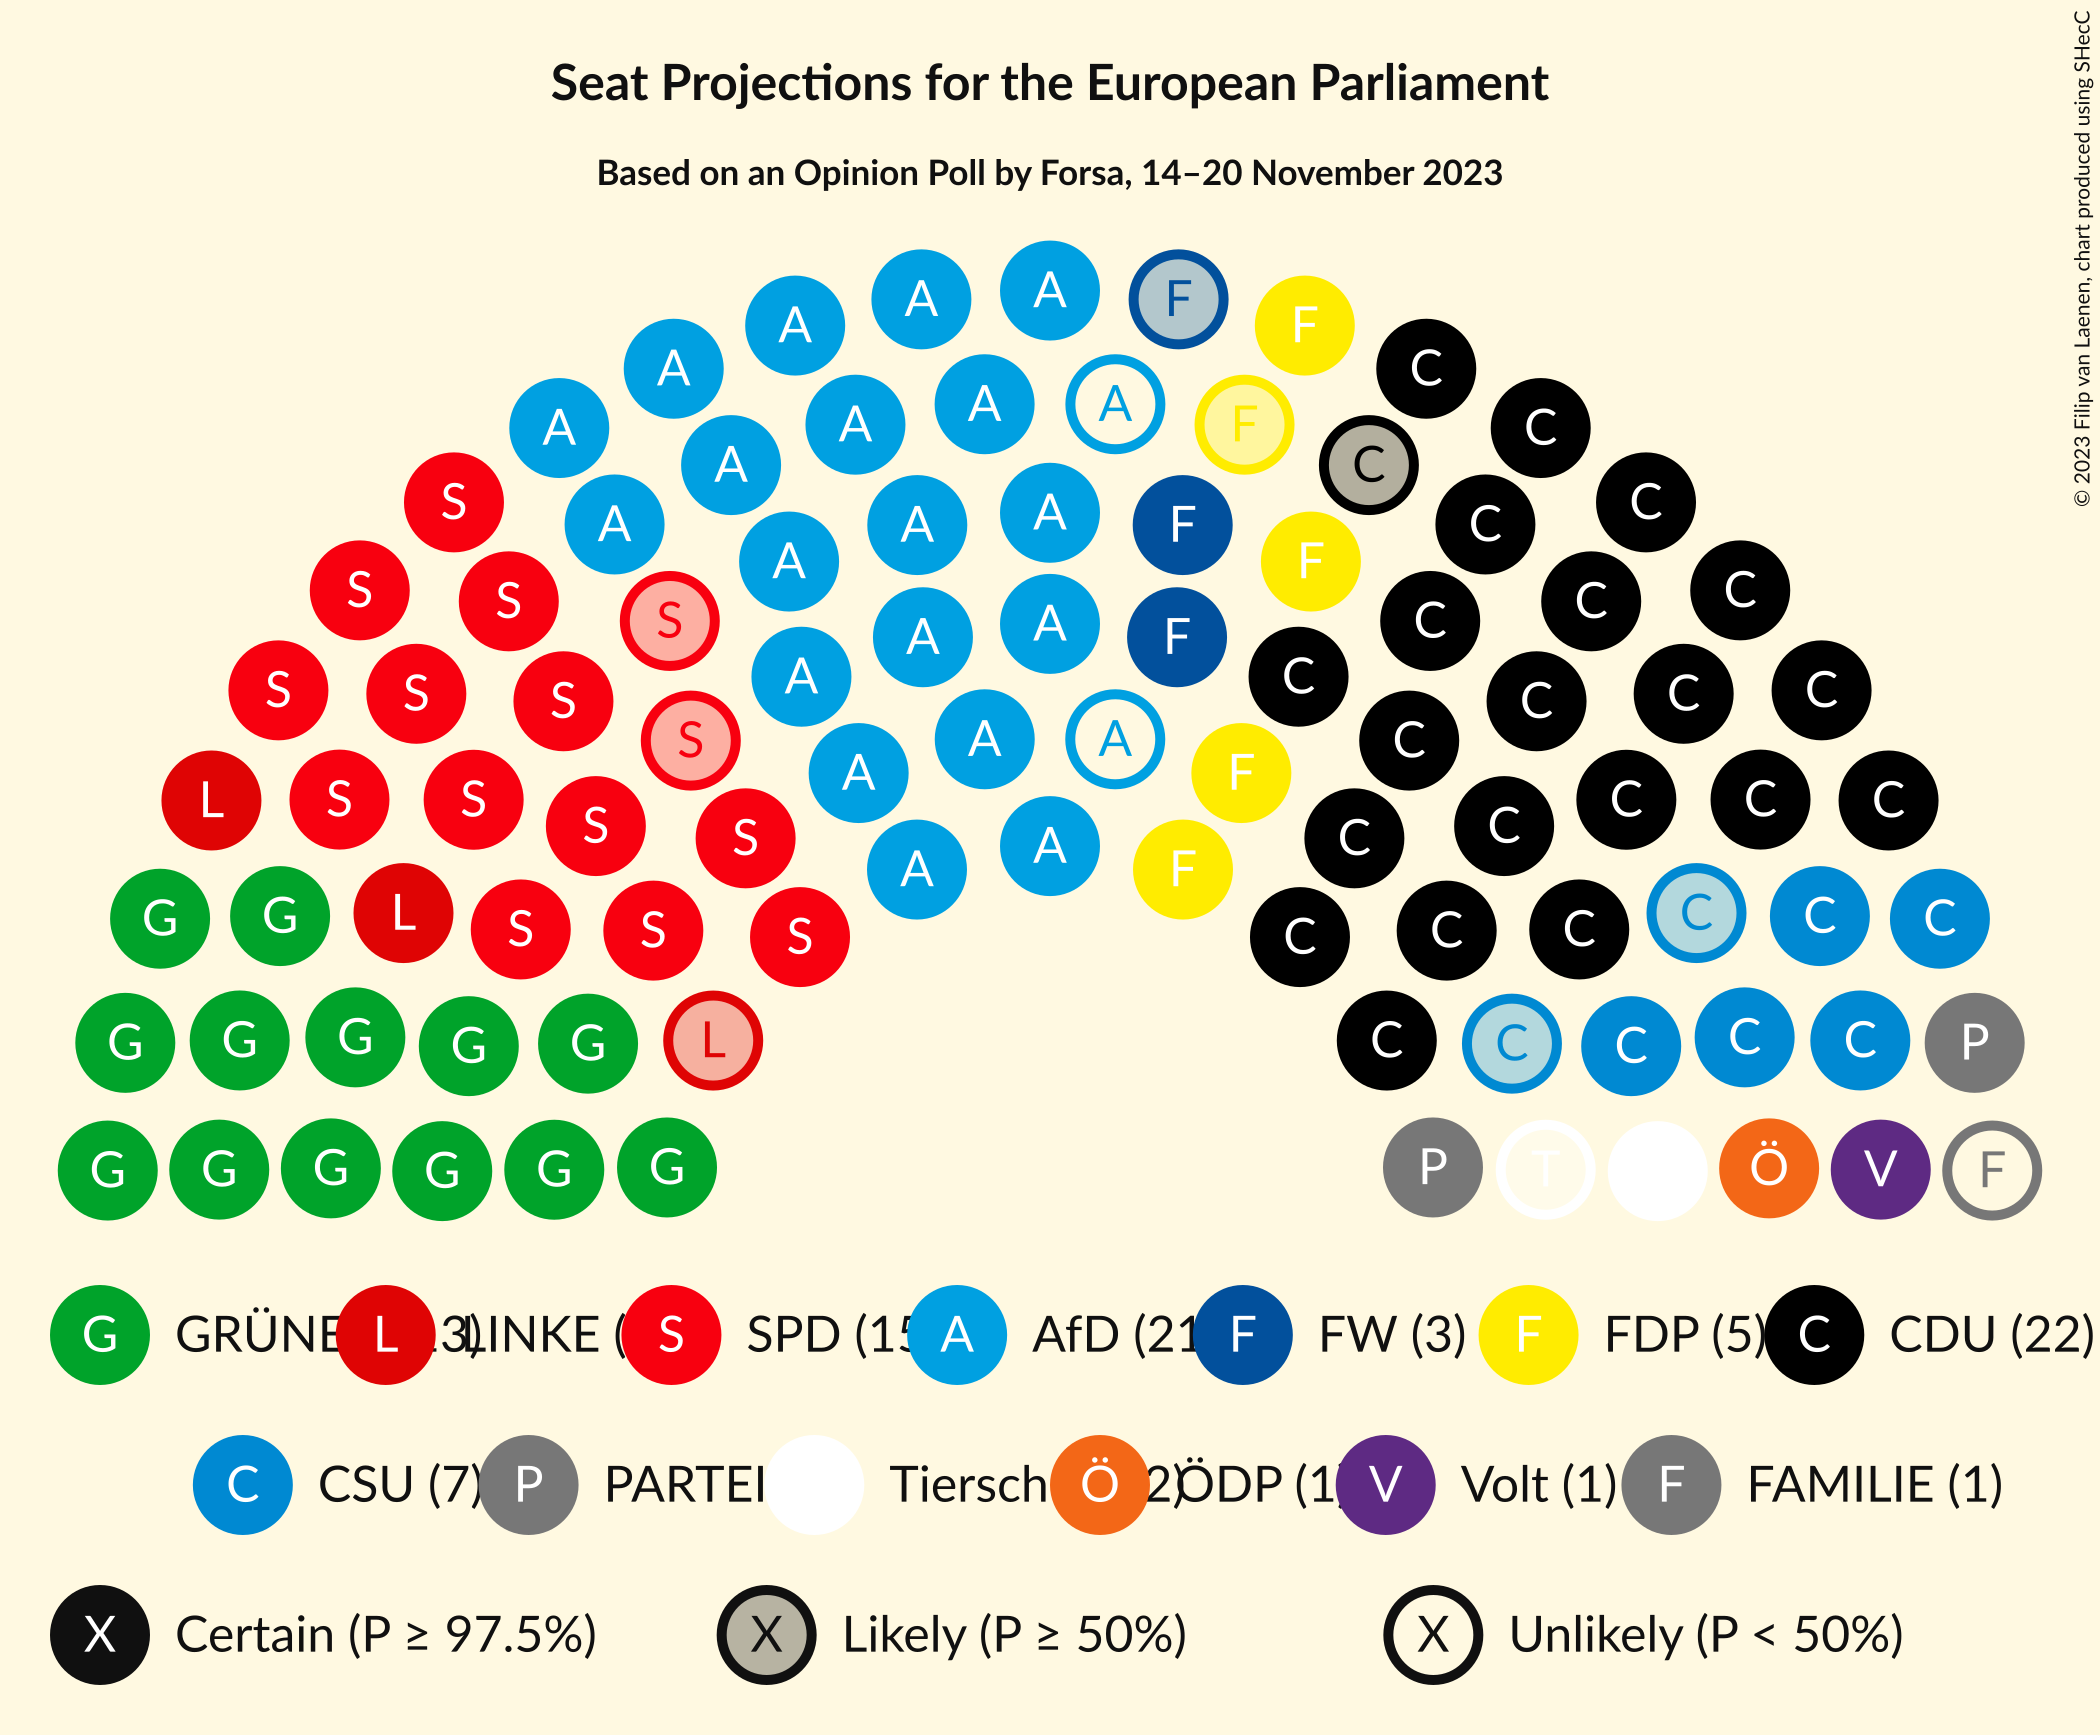 © 2023 Filip van Laenen, chart produced using SHecC
Seat Projections for the European Parliament
Based on an Opinion Poll by Forsa, 14–20 November 2023
A A A F F
A C
A A A A F C
A C
S A A A F C C
S S A F C C
S A A F C
S S S A C C C C
S A A A F C
L S S S S A C C C C C
G G L S S S A F C C C C C C
G G G G G L C C C C C P
G G G G G G P T Ö V F
G GRÜNE 3) L LINKE ( S SPD (15 A AfD (21 F FW (3) F FDP (5) C CDU (22)
C CSU (7) P PARTEI Tiersch 2) Ö ÖDP (1) V Volt (1) F FAMILIE (1)
X Certain (P ≥ 97.5%) X Likely (P ≥ 50%) X Unlikely (P < 50%)